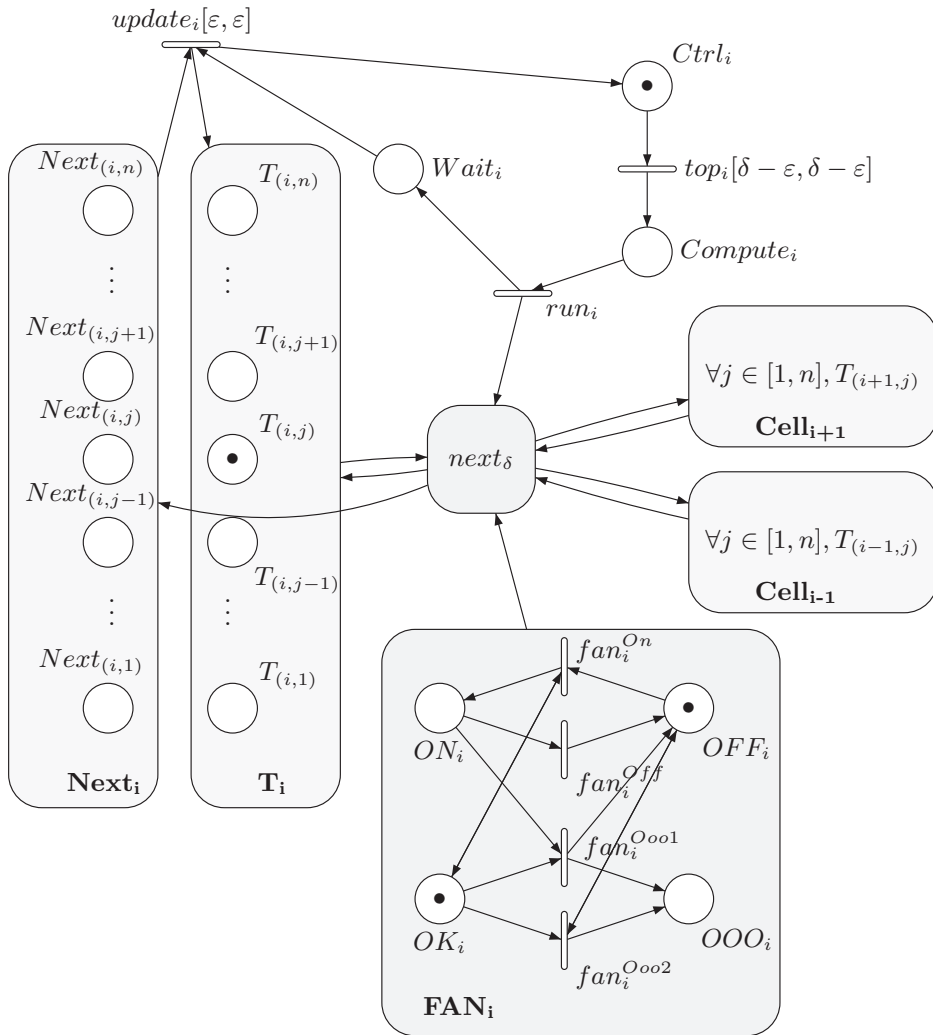 update_i[ε, ε]
Ctrl_i
Next_(i,n)
T_(i,n)
Wait_i
top_i[δ − ε, δ − ε]
⋮
⋮
Compute_i
run_i
Next_(i,j+1)
T_(i,j+1)
∀j ∈ [1, n], T_(i+1,j)
Cell_i+1
Next_(i,j)
T_(i,j)
next_δ
Next_(i,j−1)
T_(i,j−1)
∀j ∈ [1, n], T_(i−1,j)
Cell_i-1
⋮
⋮
Next_(i,1)
T_(i,1)
Next_i
T_i
fan_i^On
ON_i
OFF_i
fan_i^Off
fan_i^Ooo1
OK_i
OOO_i
fan_i^Ooo2
FAN_i